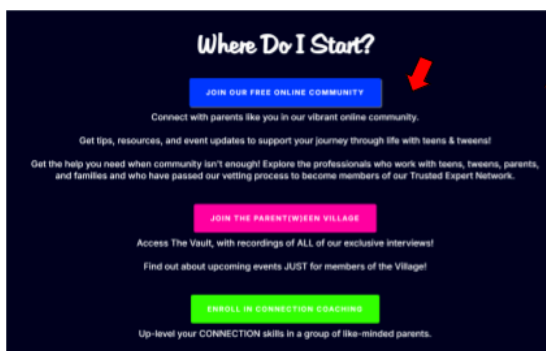 Where Do I Start?
JOIN OUR FREE ONLINE COMMUNITY
Connect with parents like you in our vibrant online community.
Get tips, resources, and event updates to support your journey through life with teens & tweens!
Get the help you need when community isn't enough! Explore the professionals who work with teens, tweens, parents,
and families and who have passed our vetting process to become members of our Trusted Expert Network.
JOIN THE PARENT(W)EEN VILLAGE
Access The Vault, with recordings of ALL of our exclusive interviews!
Find out about upcoming events JUST for members of the Village!
ENROLL IN CONNECTION COACHING
Up-level your CONNECTION skills in a group of like-minded parents.